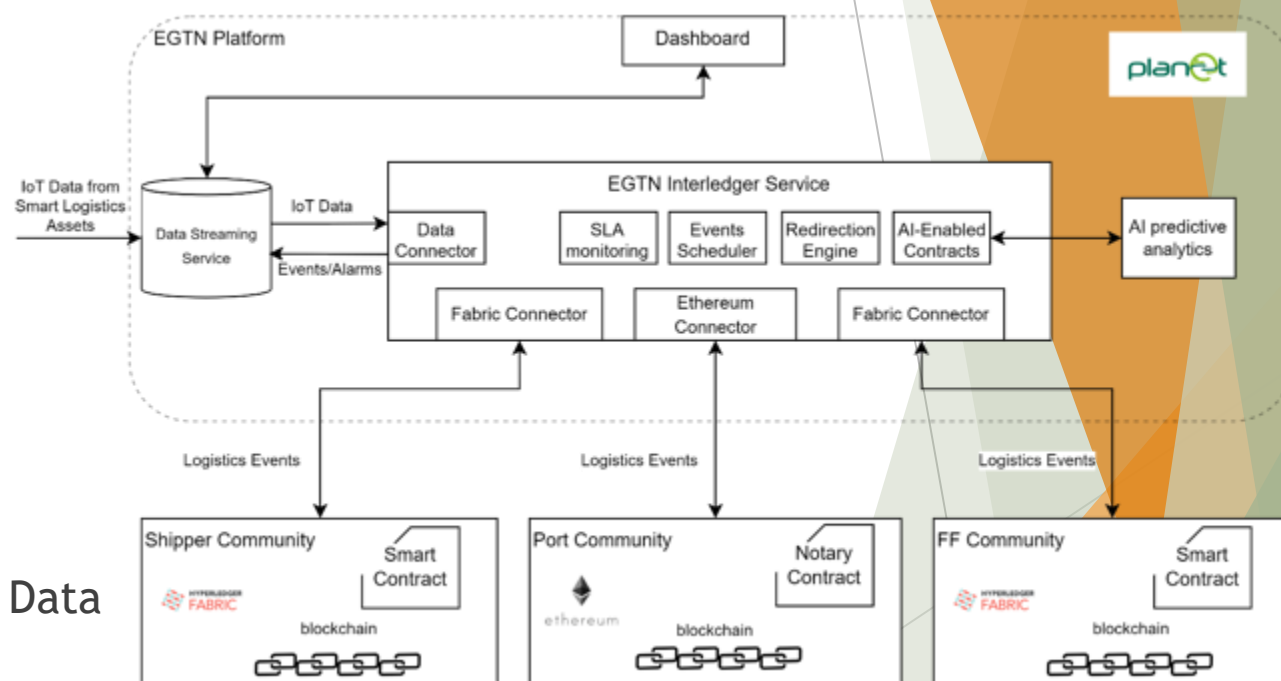 EGTN Platform
Dashboard
planet
IoT Data from
Smart Logistics
Assets
Data Streaming
Service
IoT Data
Events/Alarms
EGTN Interledger Service
Data
Connector
SLA
monitoring
Events
Scheduler
Redirection
Engine
AI-Enabled
Contracts
AI predictive
analytics
Fabric Connector
Ethereum
Connector
Fabric Connector
Logistics Events
Logistics Events
Logistics Events
Shipper Community
Smart
Contract
HYPERLEDGER
FABRIC
blockchain
Port Community
Notary
Contract
ethereum
blockchain
FF Community
Smart
Contract
HYPERLEDGER
FABRIC
blockchain
Data